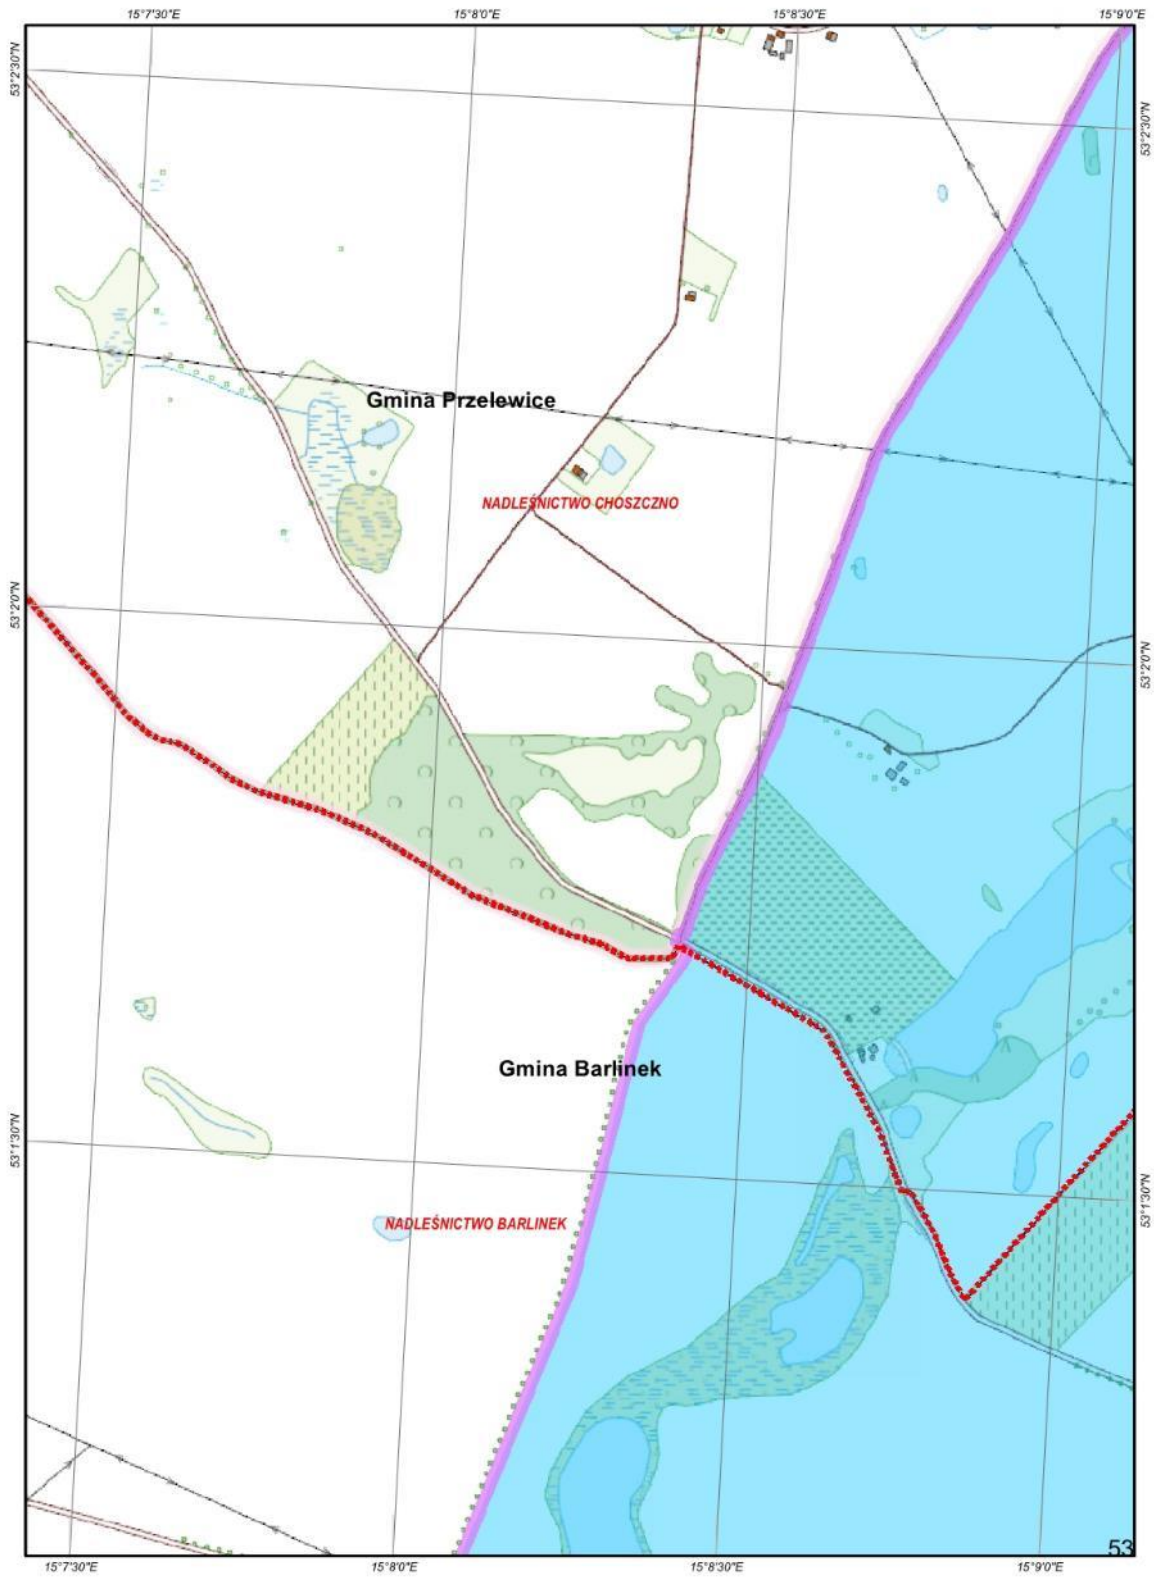 15°7'30"E 15°8'0"E 15°8'30"E 15°9'0"E
53°2'30"N
53°2'30"N
Gmina Przelewice
NADLEŚNICTWO CHOSZCZNO
53°2'0"N
53°2'0"N
Gmina Barlinek
53°1'30"N
53°1'30"N
NADLEŚNICTWO BARLINEK
53
15°7'30"E 15°8'0"E 15°8'30"E 15°9'0"E